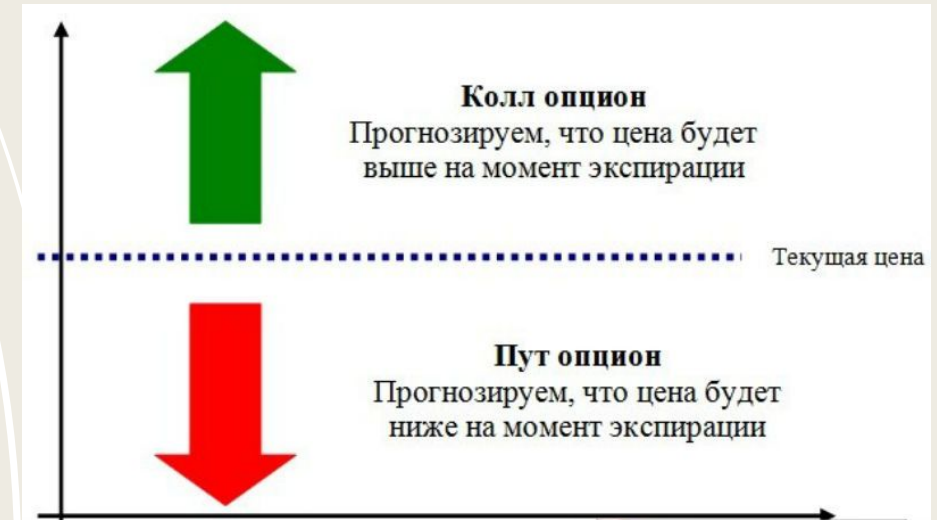 Колл опцион
Прогнозируем, что цена будет
выше на момент экспирации
Текущая цена
Пут опцион
Прогнозируем, что цена будет
ниже на момент экспирации